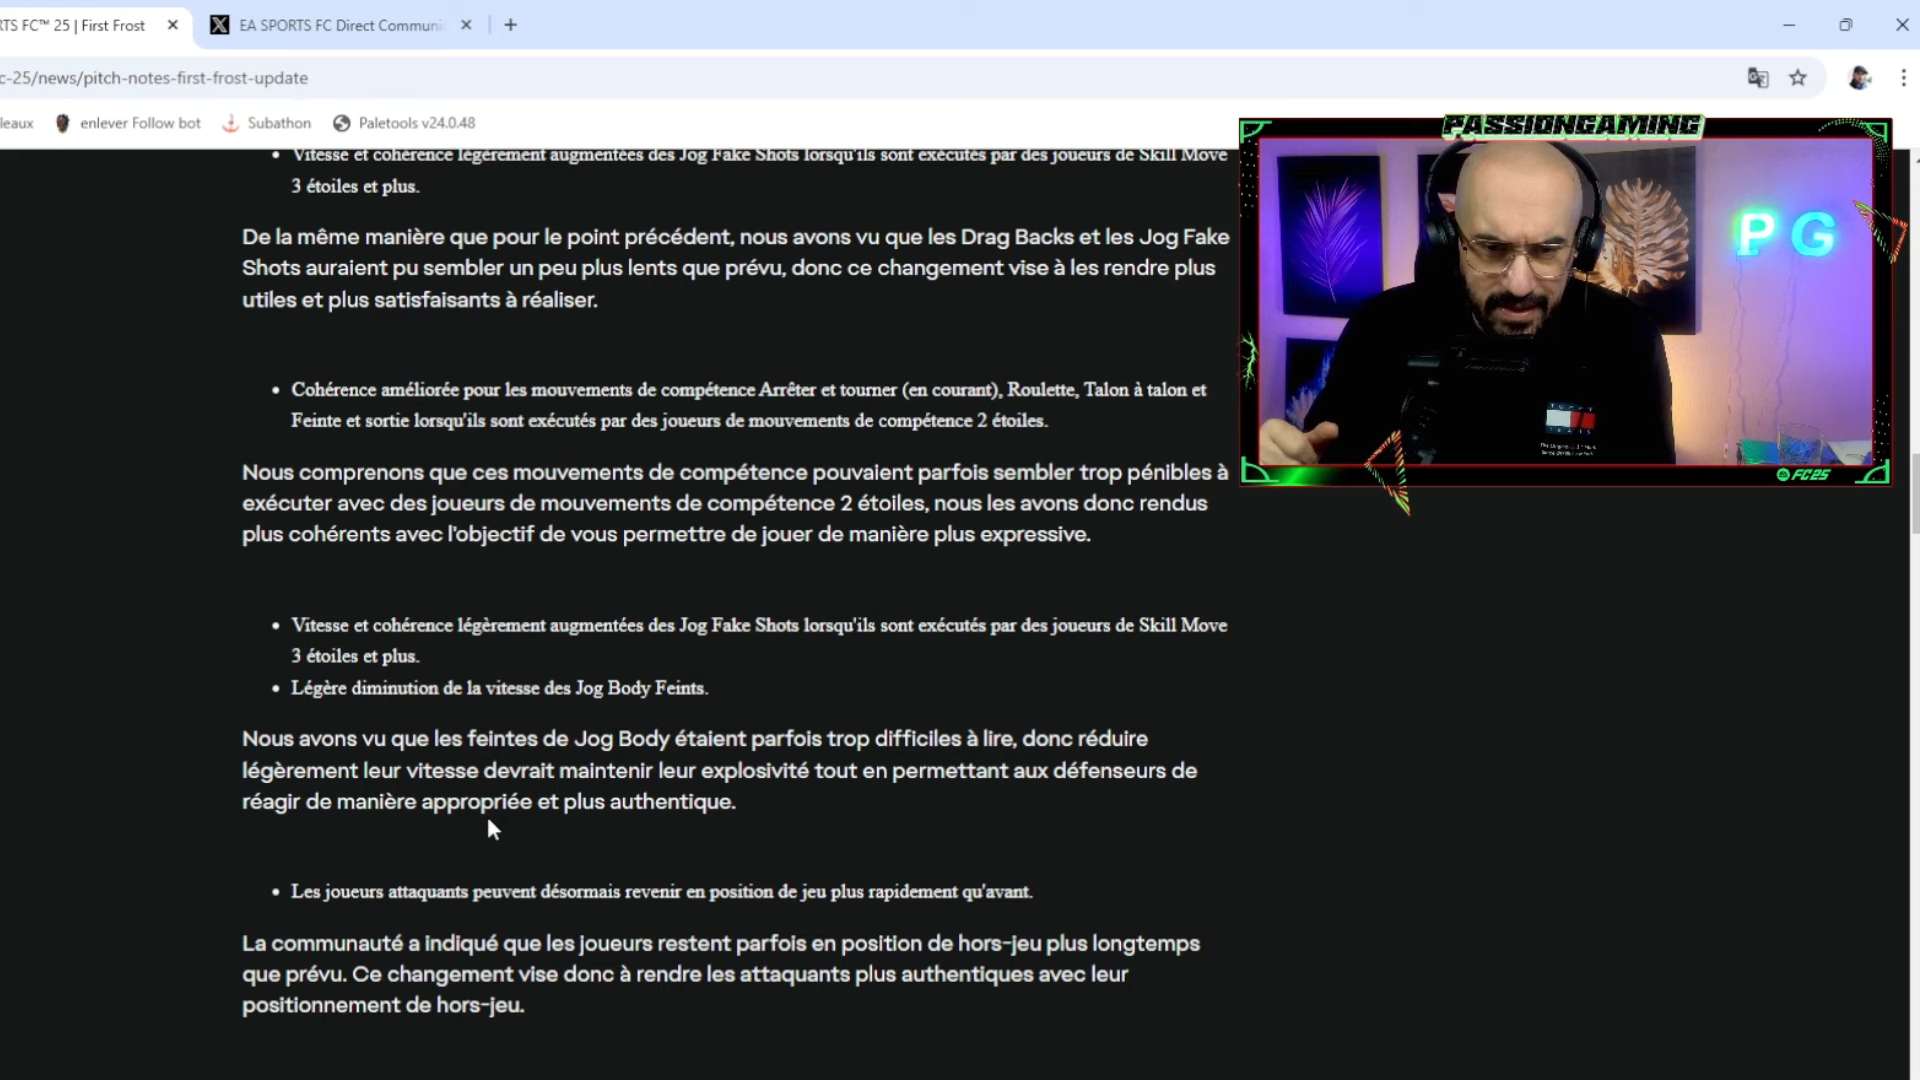 RTS FC™ 25 | First Frost
EA SPORTS FC Direct Communi
c-25/news/pitch-notes-first-frost-update
leaux
enlever Follow bot
Subathon
Paletools v24.0.48
PASSIONGAMING
P G
FC25
• Vitesse et cohérence légèrement augmentées des Jog Fake Shots lorsqu'ils sont exécutés par des joueurs de Skill Move
3 étoiles et plus.
De la même manière que pour le point précédent, nous avons vu que les Drag Backs et les Jog Fake
Shots auraient pu sembler un peu plus lents que prévu, donc ce changement vise à les rendre plus
utiles et plus satisfaisants à réaliser.
• Cohérence améliorée pour les mouvements de compétence Arrêter et tourner (en courant), Roulette, Talon à talon et
Feinte et sortie lorsqu'ils sont exécutés par des joueurs de mouvements de compétence 2 étoiles.
Nous comprenons que ces mouvements de compétence pouvaient parfois sembler trop pénibles à
exécuter avec des joueurs de mouvements de compétence 2 étoiles, nous les avons donc rendus
plus cohérents avec l'objectif de vous permettre de jouer de manière plus expressive.
• Vitesse et cohérence légèrement augmentées des Jog Fake Shots lorsqu'ils sont exécutés par des joueurs de Skill Move
3 étoiles et plus.
• Légère diminution de la vitesse des Jog Body Feints.
Nous avons vu que les feintes de Jog Body étaient parfois trop difficiles à lire, donc réduire
légèrement leur vitesse devrait maintenir leur explosivité tout en permettant aux défenseurs de
réagir de manière appropriée et plus authentique.
• Les joueurs attaquants peuvent désormais revenir en position de jeu plus rapidement qu'avant.
La communauté a indiqué que les joueurs restent parfois en position de hors-jeu plus longtemps
que prévu. Ce changement vise donc à rendre les attaquants plus authentiques avec leur
positionnement de hors-jeu.